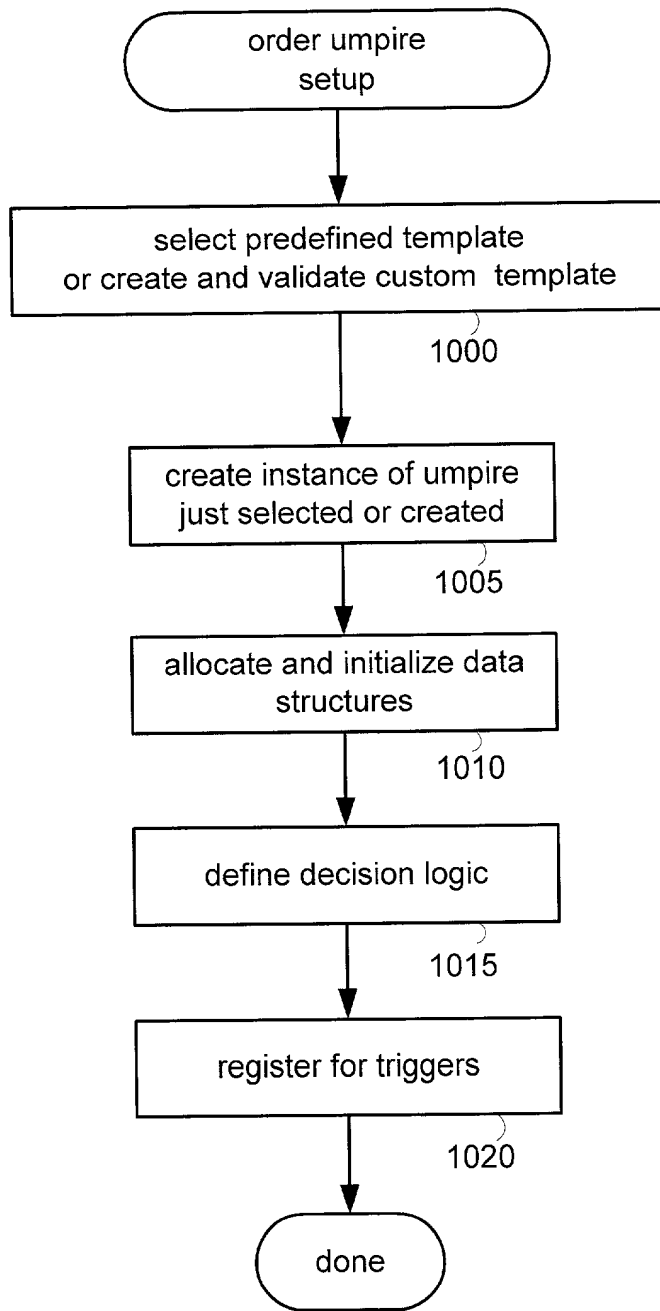 order umpire
setup
select predefined template
or create and validate custom template
1000
create instance of umpire
just selected or created
1005
allocate and initialize data
structures
1010
define decision logic
1015
register for triggers
1020
done